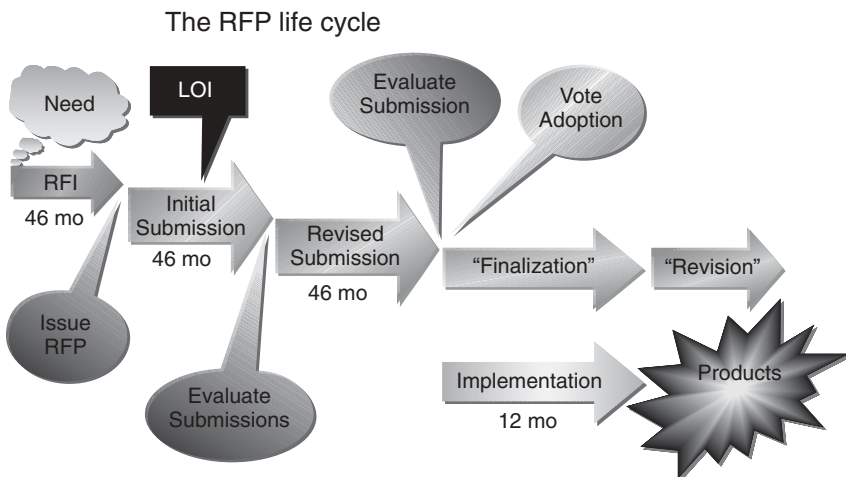 The RFP life cycle
Need
LOI
Evaluate
Submission
Vote
Adoption
RFI
46 mo
Initial
Submission
46 mo
Revised
Submission
46 mo
“Finalization”
“Revision”
Issue
RFP
Evaluate
Submissions
Implementation
12 mo
Products